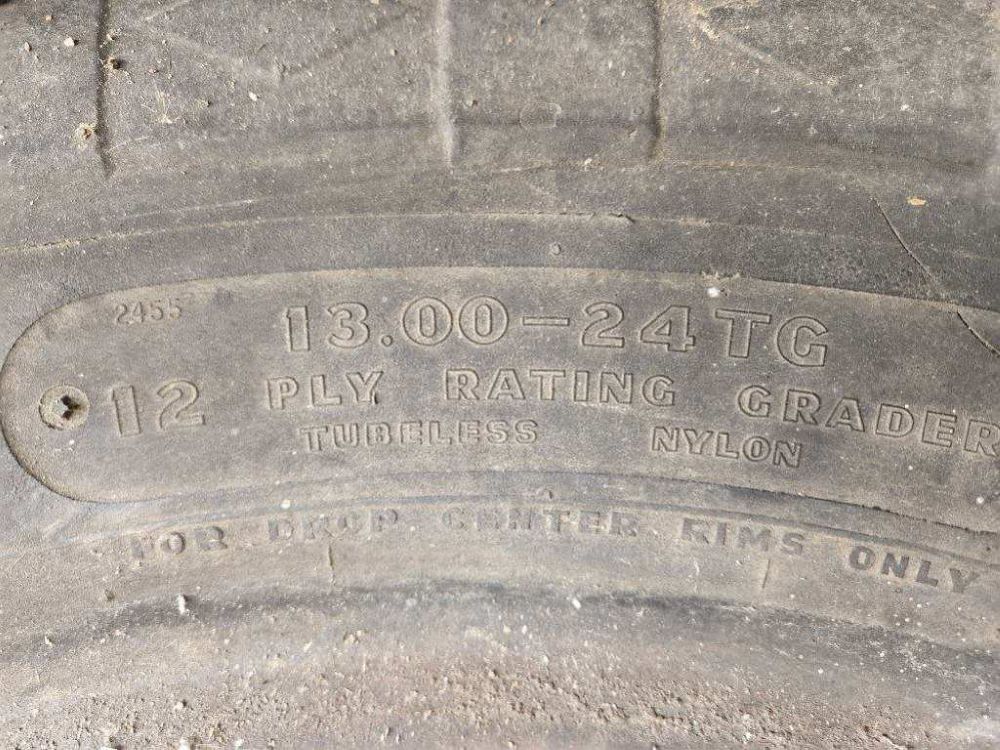 2455
13.00-24TG
12 PLY RATING GRADER
TUBELESS NYLON
FOR DROP CENTER RIMS ONLY